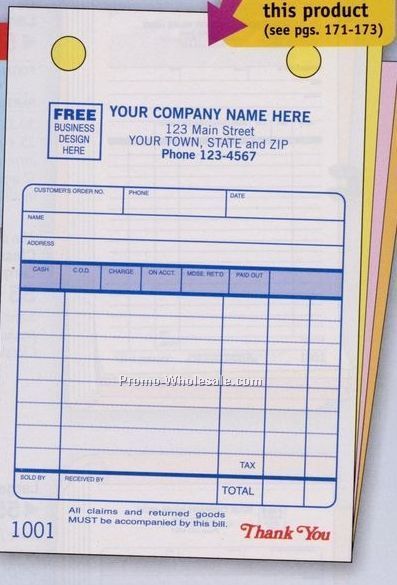 this product
(see pgs. 171-173)
FREE
BUSINESS
DESIGN
HERE
YOUR COMPANY NAME HERE
123 Main Street
YOUR TOWN, STATE and ZIP
Phone 123-4567
CUSTOMER'S ORDER NO. PHONE DATE
NAME
ADDRESS
CASH C.O.D. CHARGE ON ACCT. MDSE. RET'D PAID OUT
Promo-Wholesale.com
TAX
SOLD BY RECEIVED BY TOTAL
All claims and returned goods
MUST be accompanied by this bill.
1001 Thank You